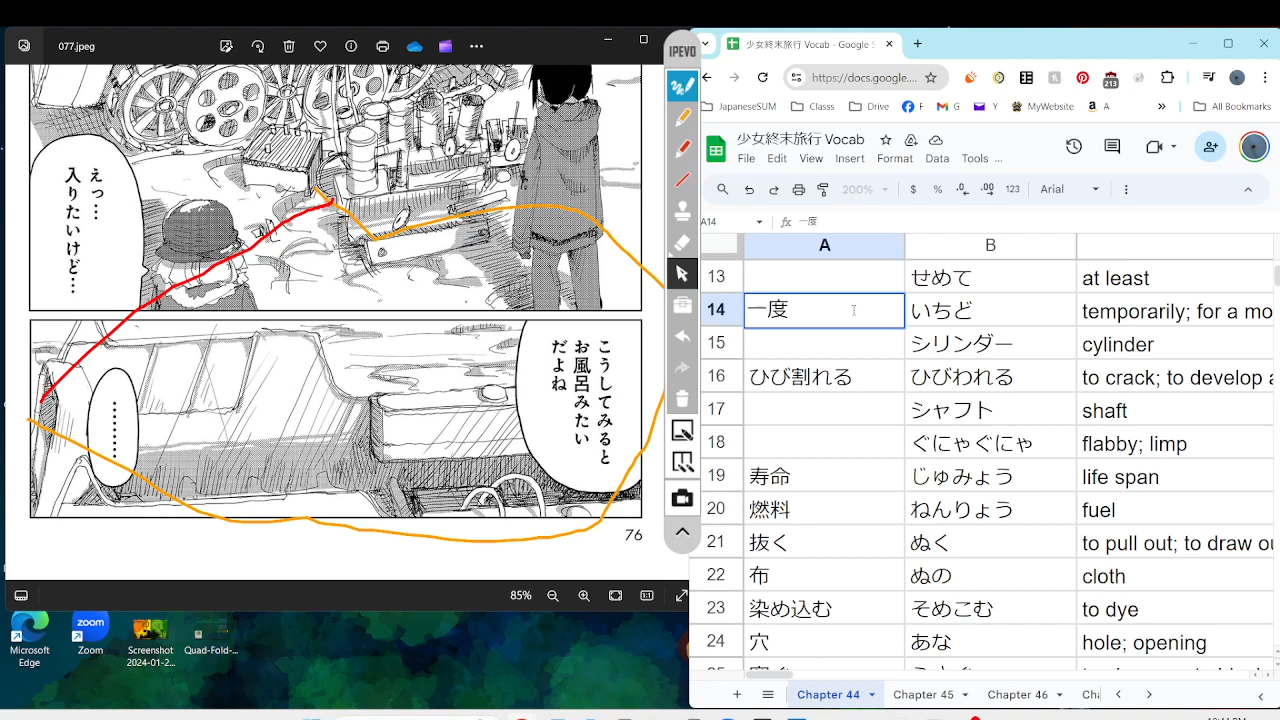 077.jpeg
えっ…
入りたいけど…
こうしてみると
お風呂みたい
だよね
………
76
85%
1:1
Microsoft
Edge
Zoom
Screenshot
2024-01-2...
Quad-Fold-...
IPEVO
少女終末旅行 Vocab - Google S
https://docs.google....
213
JapaneseSUM
Classs
Drive
F
G
Y
MyWebsite
A
All Bookmarks
少女終末旅行 Vocab
File Edit View Insert Format Data Tools ...
200%
$ % .0 .00 123 Arial
A14 fx 一度
A B
13 せめて at least
14 一度 いちど temporarily; for a mo
15 シリンダー cylinder
16 ひび割れる ひびわれる to crack; to develop a
17 シャフト shaft
18 ぐにゃぐにゃ flabby; limp
19 寿命 じゅみょう life span
20 燃料 ねんりょう fuel
21 抜く ぬく to pull out; to draw ou
22 布 ぬの cloth
23 染め込む そめこむ to dye
24 穴 あな hole; opening
Chapter 44 Chapter 45 Chapter 46